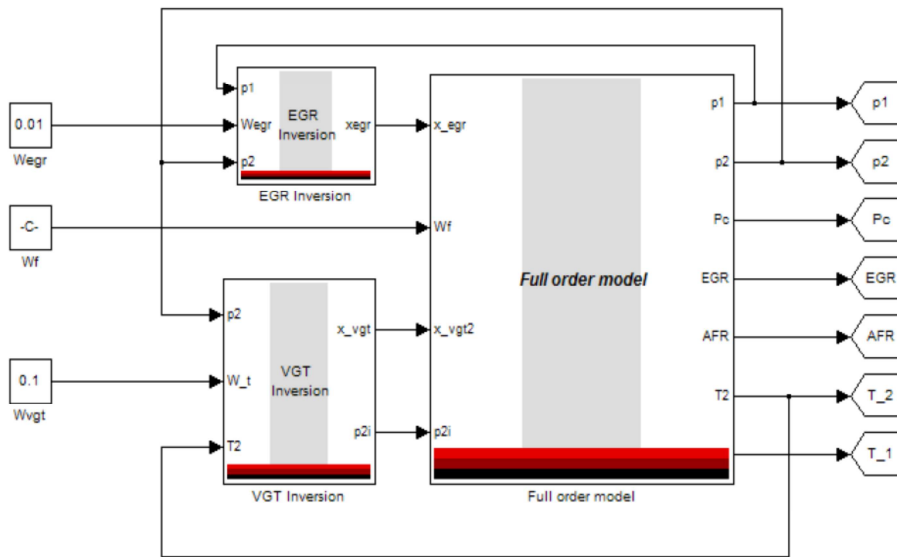 p1
EGR
Inversion
Wegr
xegr
p2
EGR Inversion
0.01
Wegr
-C-
Wf
p2
VGT
Inversion
x_vgt
W_t
p2i
T2
VGT Inversion
0.1
Wvgt
x_egr
Wf
x_vgt2
p2i
Full order model
p1
p2
Pc
EGR
AFR
T2
Full order model
p1
p2
Pc
EGR
AFR
T_2
T_1